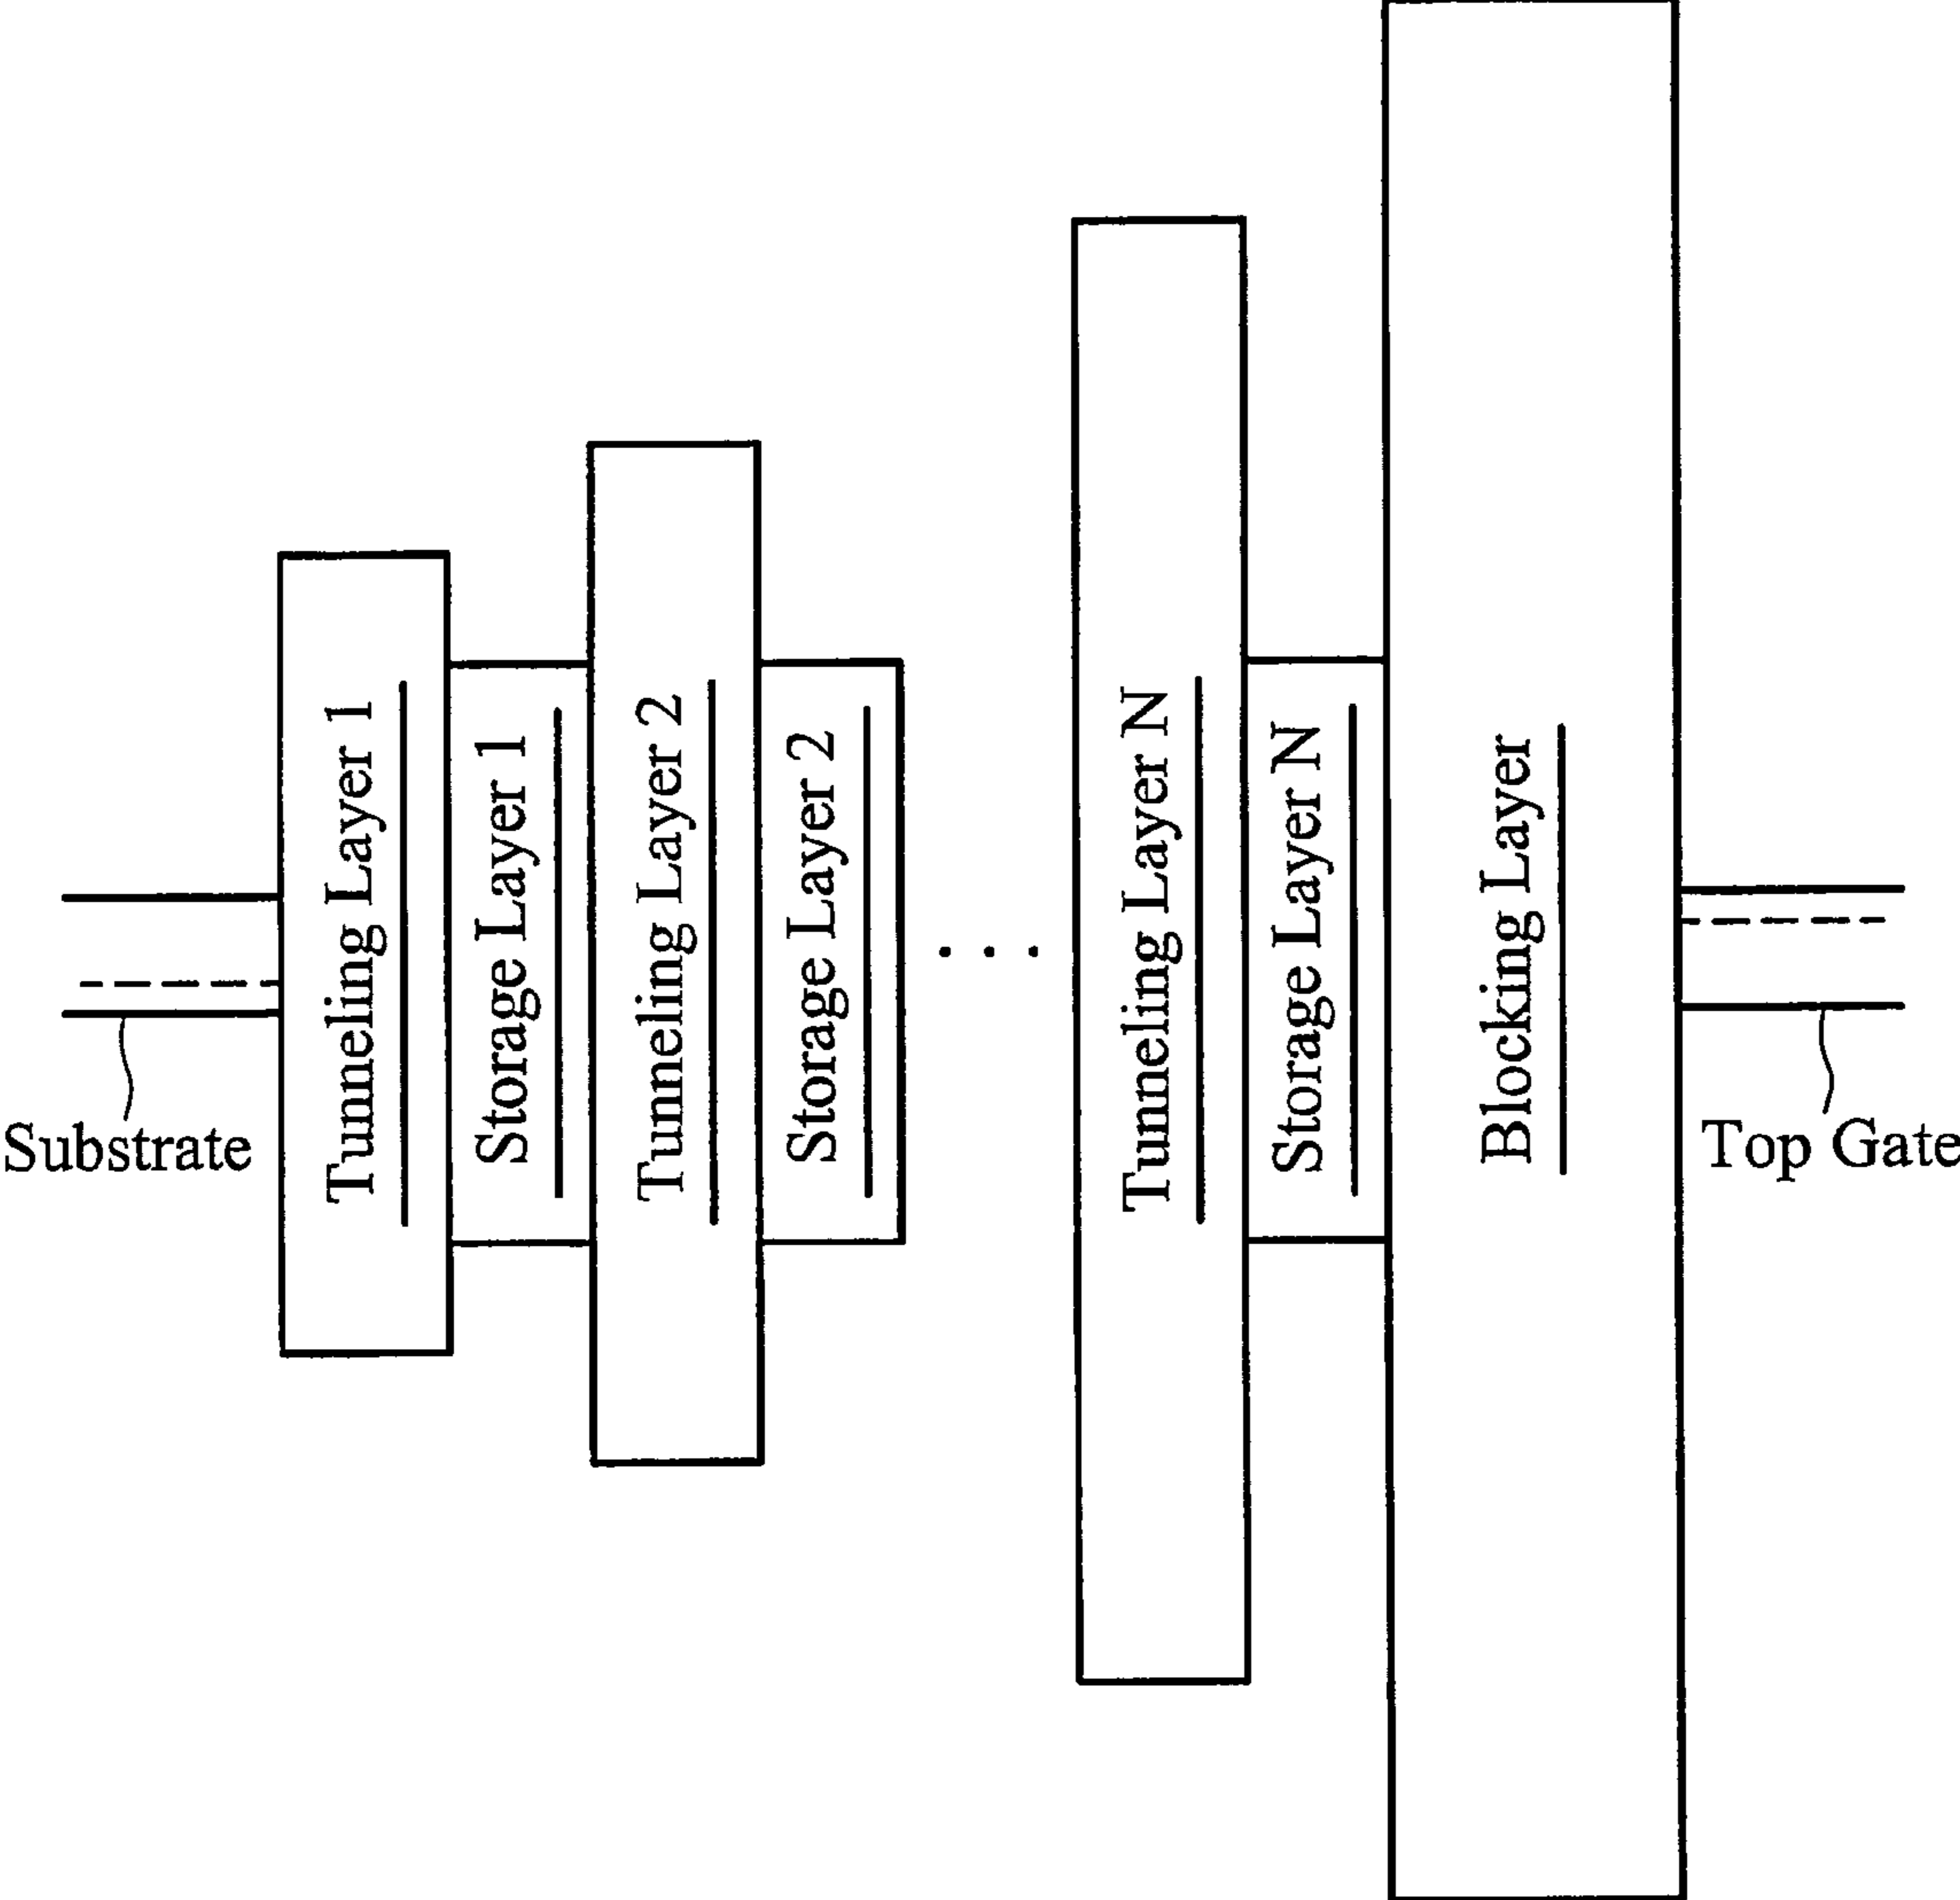 Substrate
Tunneling Layer 1
Storage Layer 1
Tunneling Layer 2
Storage Layer 2
...
Tunneling Layer N
Storage Layer N
Blocking Layer
Top Gate